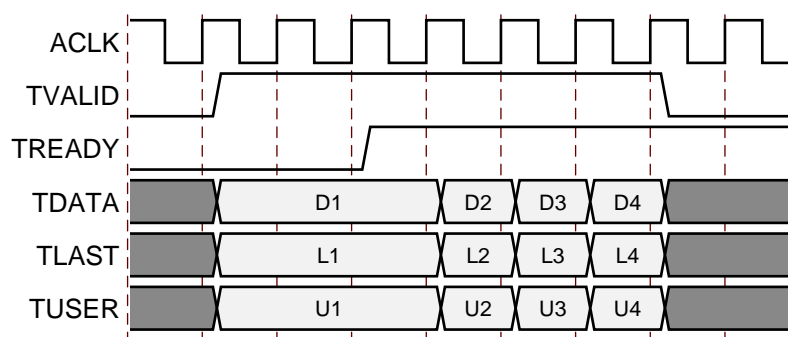 ACLK
TVALID
TREADY
TDATA D1 D2 D3 D4
TLAST L1 L2 L3 L4
TUSER U1 U2 U3 U4